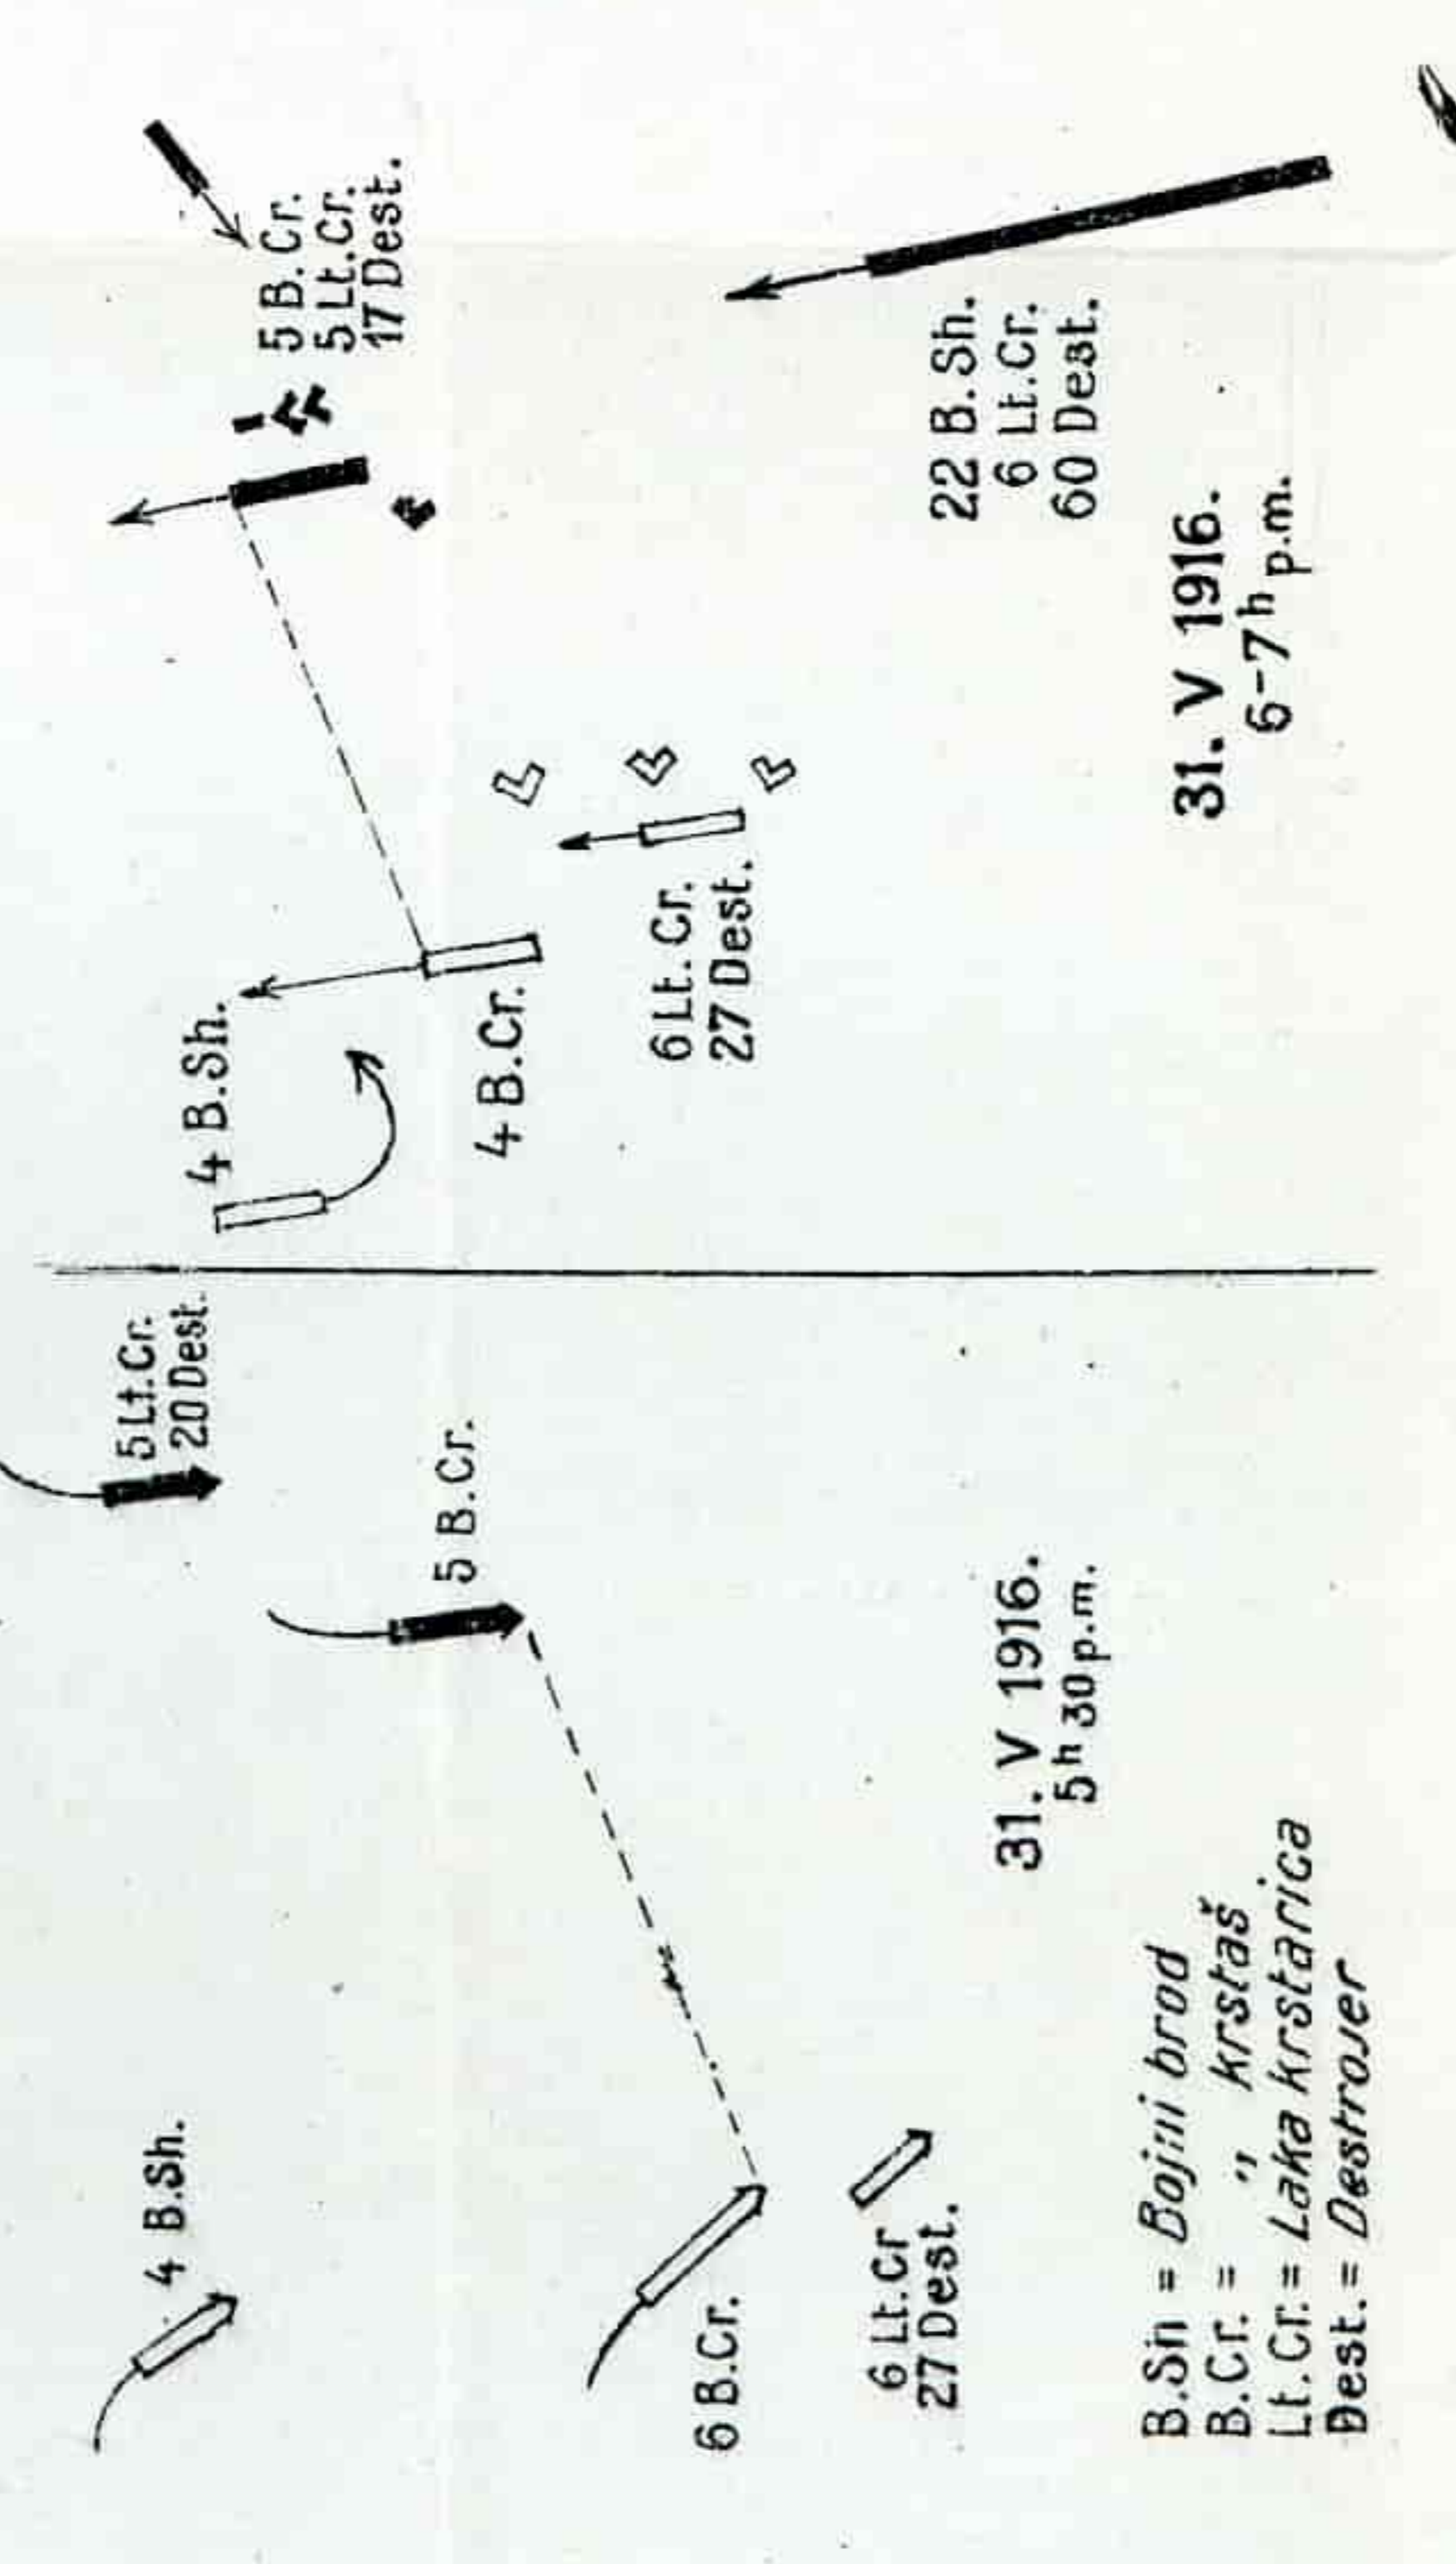 4 B.Sh.
5 Lt.Cr.
20 Dest.
5 B.Cr.
6 B.Cr.
6 Lt.Cr
27 Dest.
31. V 1916.
5h 30 p.m.
B.Sh = Bojni brod
B.Cr. = „ krstaš
Lt.Cr. = Laka krstarica
Dest. = Destrojer
4 B.Sh.
4 B.Cr.
6 Lt. Cr.
27 Dest.
5 B.Cr.
5 Lt.Cr.
17 Dest.
22 B.Sh.
6 Lt.Cr.
60 Dest.
31. V 1916.
6-7h p.m.